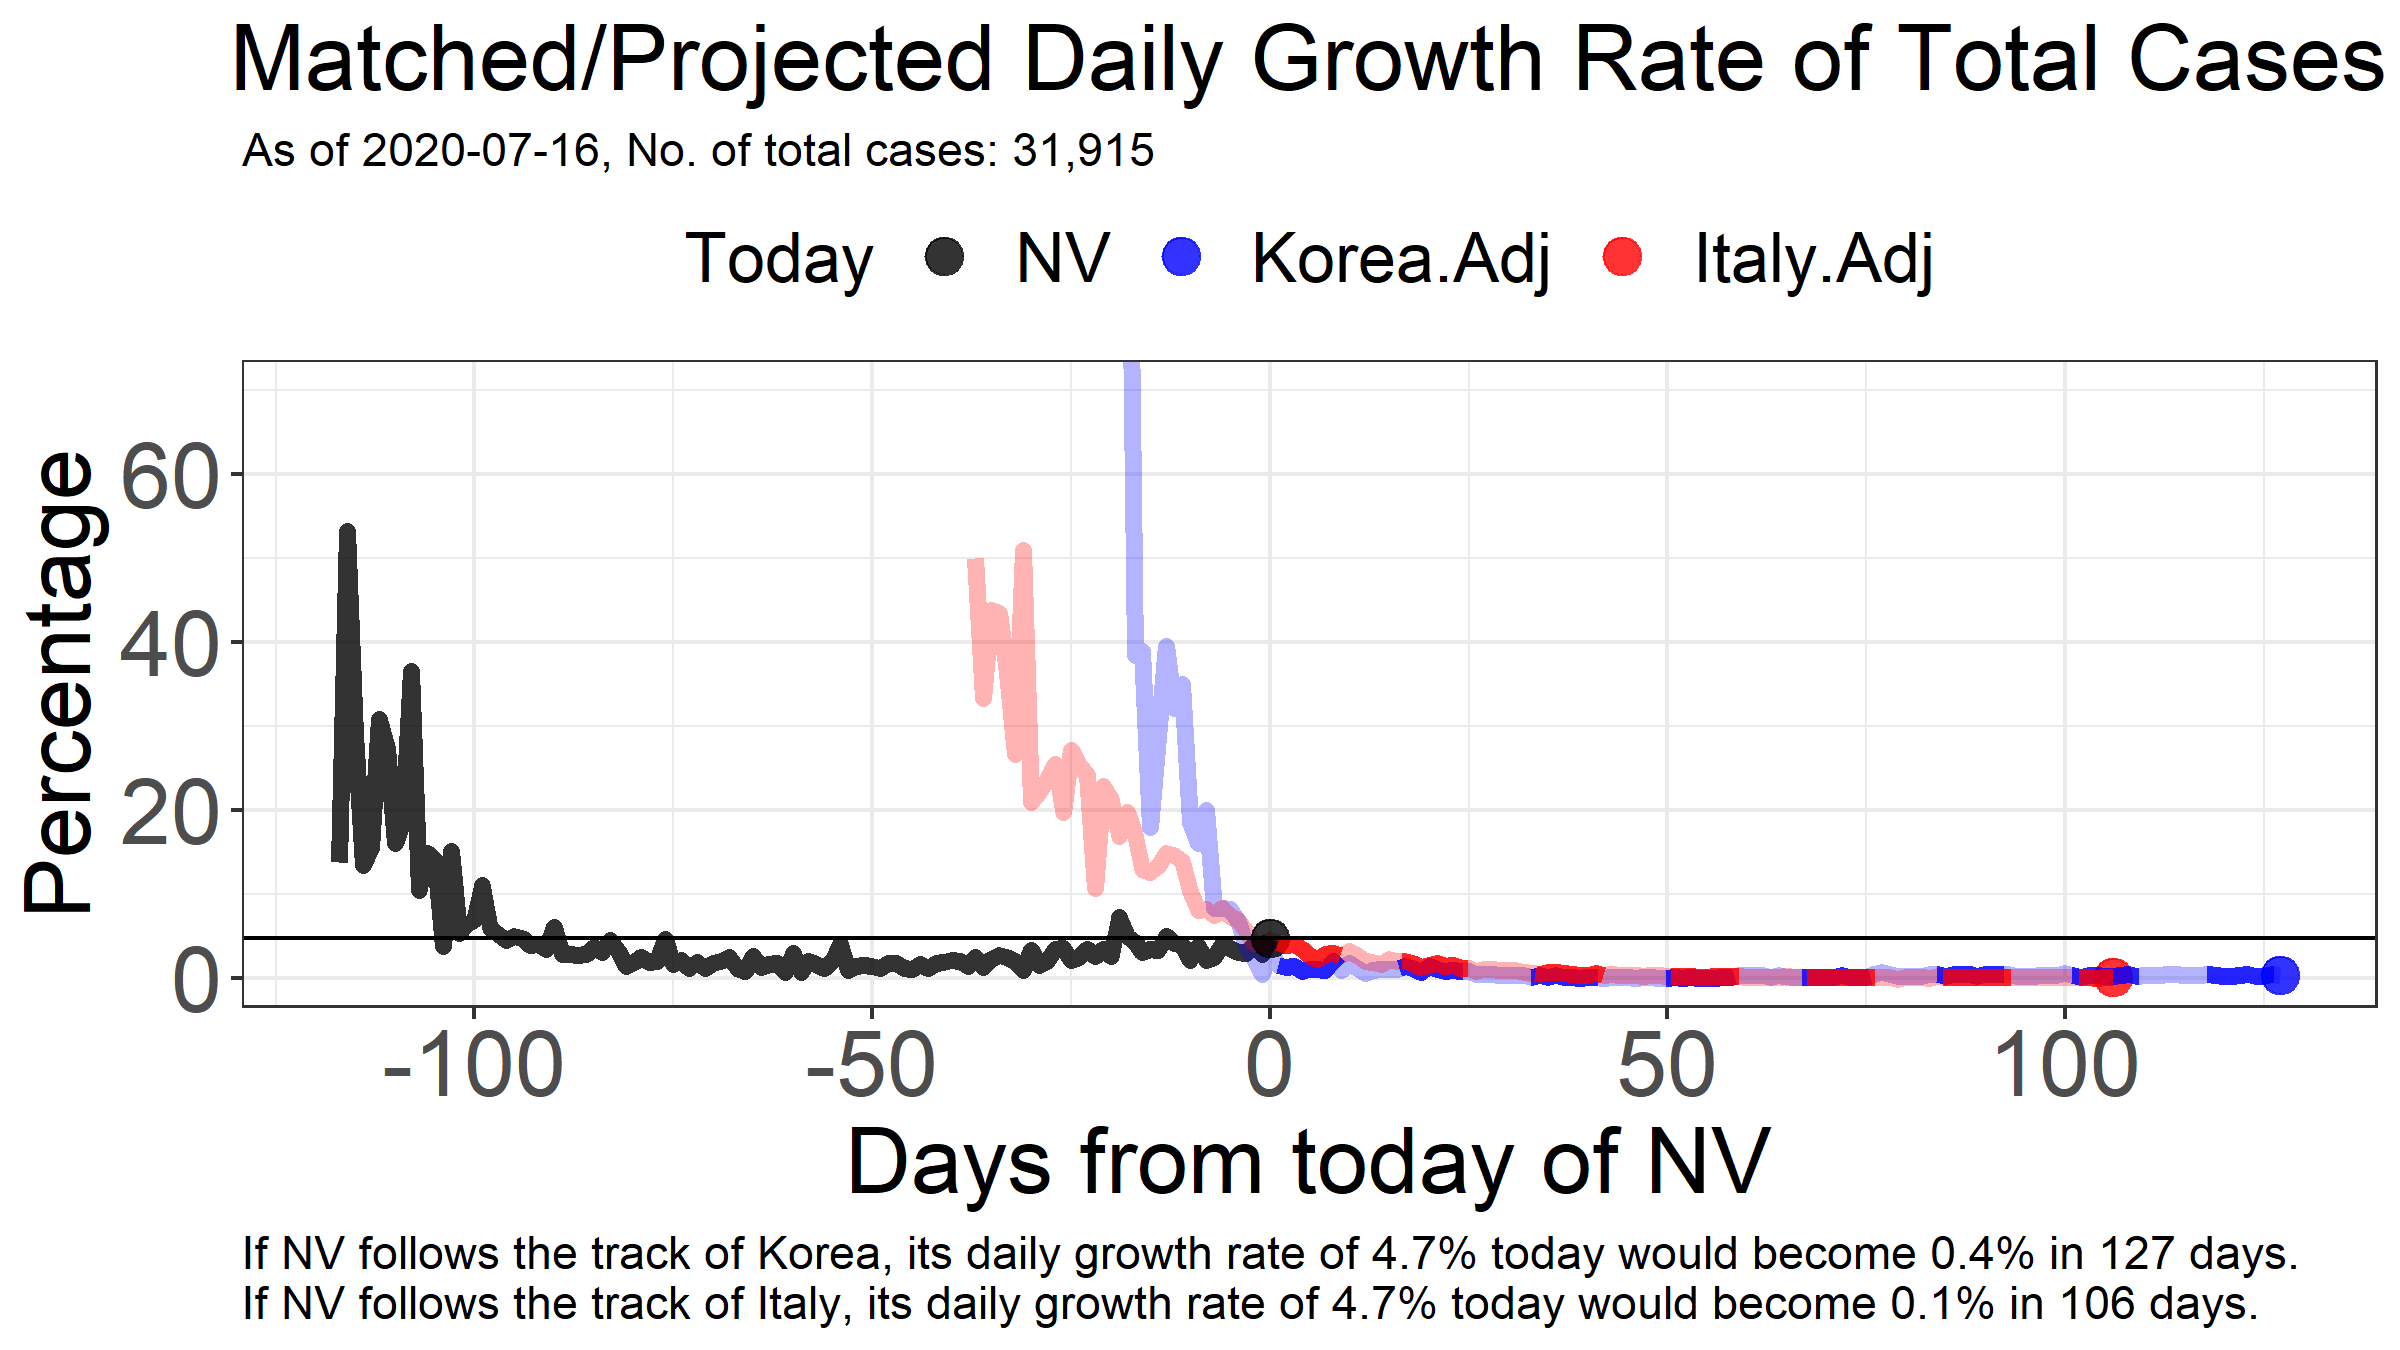 Matched/Projected Daily Growth Rate of Total Cases
As of 2020-07-16, No. of total cases: 31,915
Today NV Korea.Adj Italy.Adj
Percentage
60
40
20
0
-100 -50 0 50 100
Days from today of NV
If NV follows the track of Korea, its daily growth rate of 4.7% today would become 0.4% in 127 days.
If NV follows the track of Italy, its daily growth rate of 4.7% today would become 0.1% in 106 days.